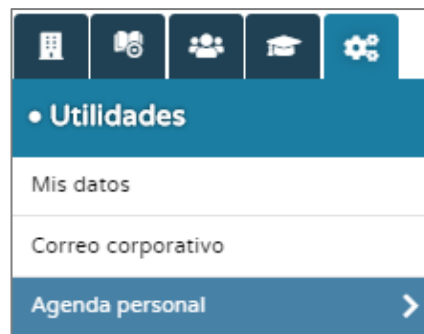 • Utilidades
Mis datos
Correo corporativo
Agenda personal